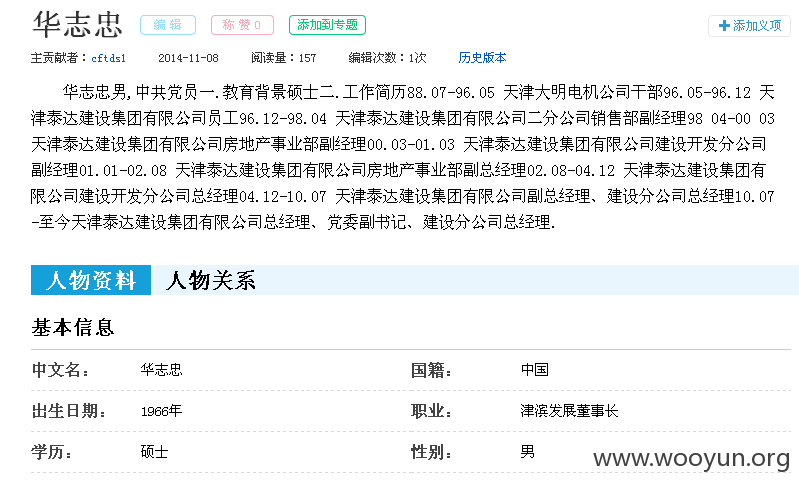 华志忠 编辑 称赞 0 添加到专题 添加义项
主贡献者：cftds1 2014-11-08 阅读量：157 编辑次数：1次 历史版本
华志忠男,中共党员一.教育背景硕士二.工作简历88.07-96.05 天津大明电机公司干部96.05-96.12 天
津泰达建设集团有限公司员工96.12-98.04 天津泰达建设集团有限公司二分公司销售部副经理98 04-00 03
天津泰达建设集团有限公司房地产事业部副经理00.03-01.03 天津泰达建设集团有限公司建设开发分公司
副经理01.01-02.08 天津泰达建设集团有限公司房地产事业部副总经理02.08-04.12 天津泰达建设集团有
限公司建设开发分公司总经理04.12-10.07 天津泰达建设集团有限公司副总经理、建设分公司总经理10.07
-至今天津泰达建设集团有限公司总经理、党委副书记、建设分公司总经理.
人物资料 人物关系
基本信息
中文名： 华志忠 国籍： 中国
出生日期： 1966年 职业： 津滨发展董事长
学历： 硕士 性别： 男
www.wooyun.org